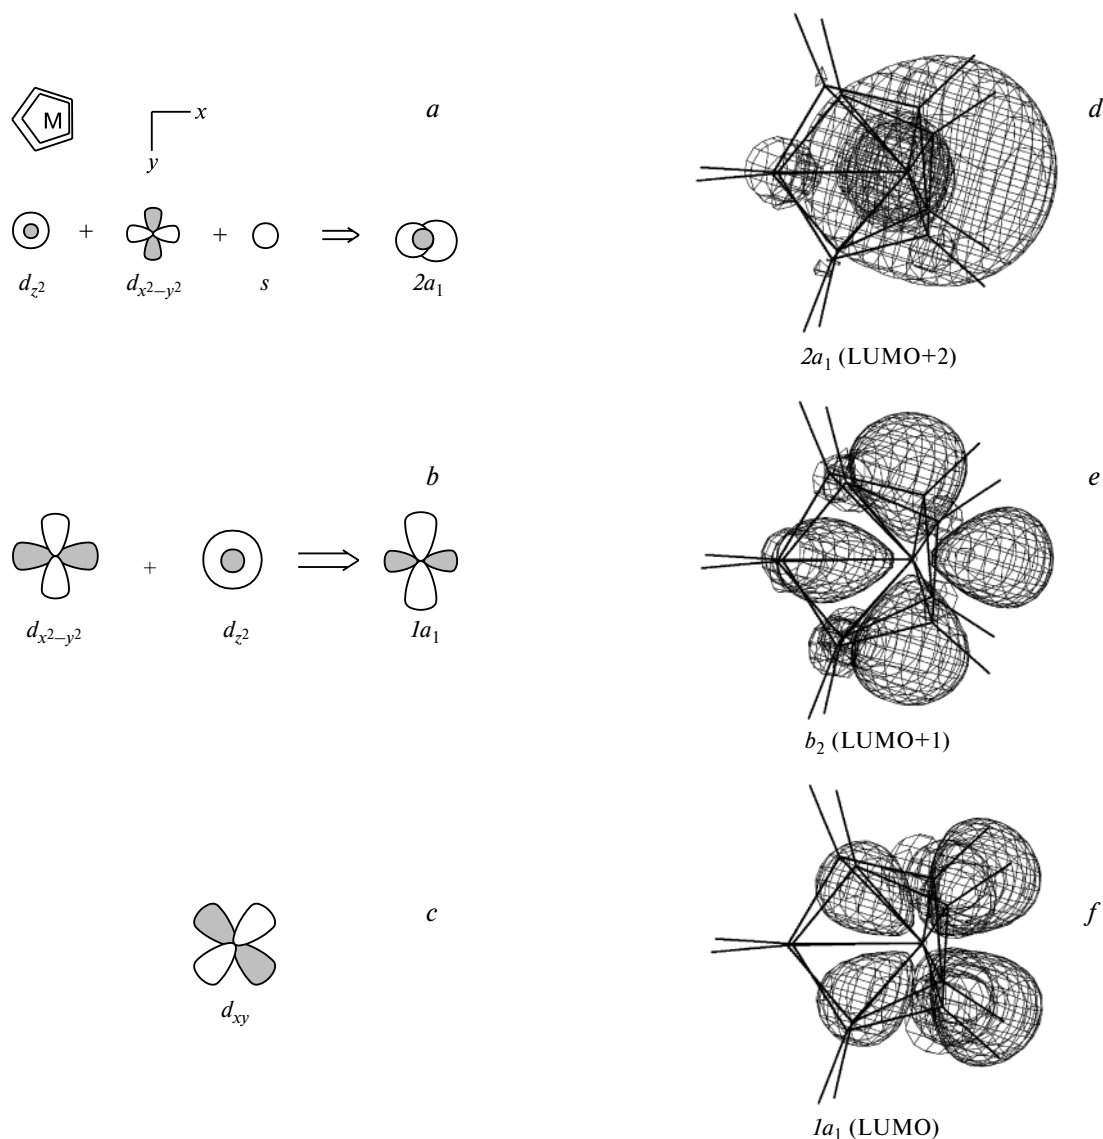 a
M
x
y
+
+
d_{z^2}
d_{x^2−y^2}
s
2a_1
d
2a_1 (LUMO+2)
b
+
d_{x^2−y^2}
d_{z^2}
1a_1
e
b_2 (LUMO+1)
c
d_{xy}
f
1a_1 (LUMO)